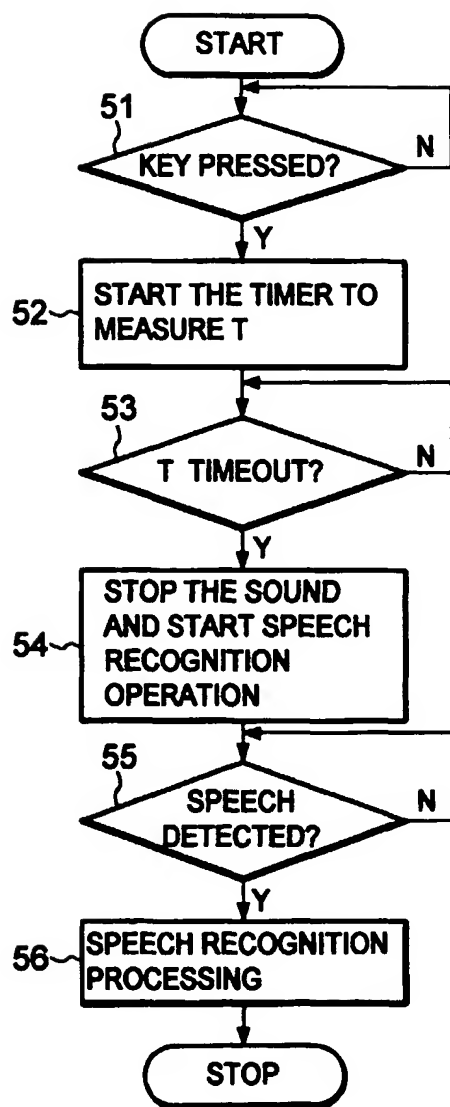 START
51
KEY PRESSED?
N
Y
52
START THE TIMER TO
MEASURE T
53
T TIMEOUT?
N
Y
54
STOP THE SOUND
AND START SPEECH
RECOGNITION
OPERATION
55
SPEECH
DETECTED?
N
Y
56
SPEECH RECOGNITION
PROCESSING
STOP